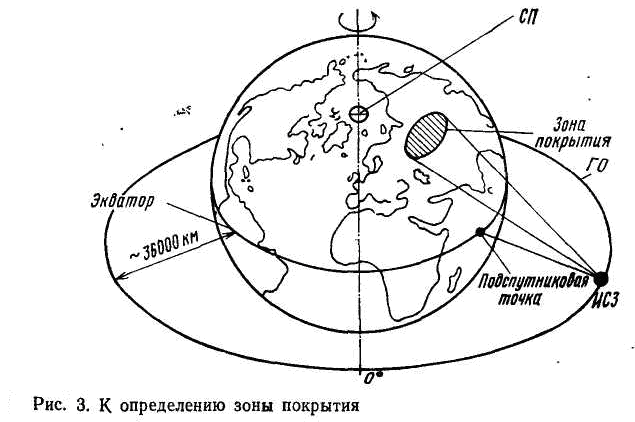 СП
Зона
покрытия
ГО
Экватор
~36000 км
Подспутниковая
точка
ИСЗ
0°
Рис. 3. К определению зоны покрытия